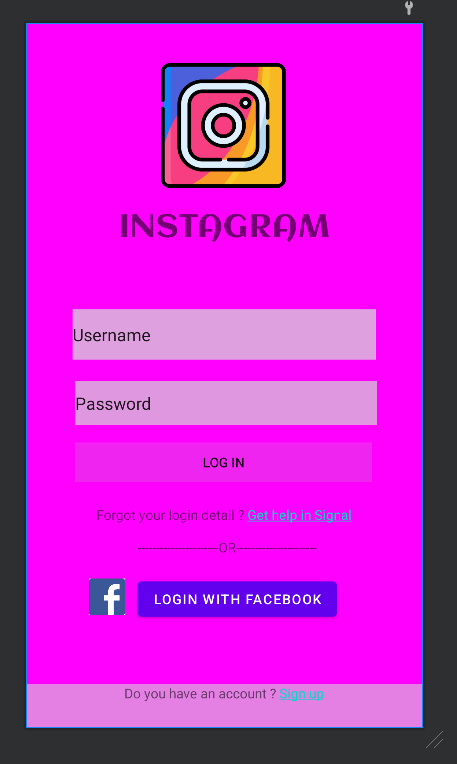 INSTAGRAM
Username
Password
LOG IN
Forgot your login detail ? Get help in Signal
---------------------OR---------------------
LOGIN WITH FACEBOOK
Do you have an account ? Sign up